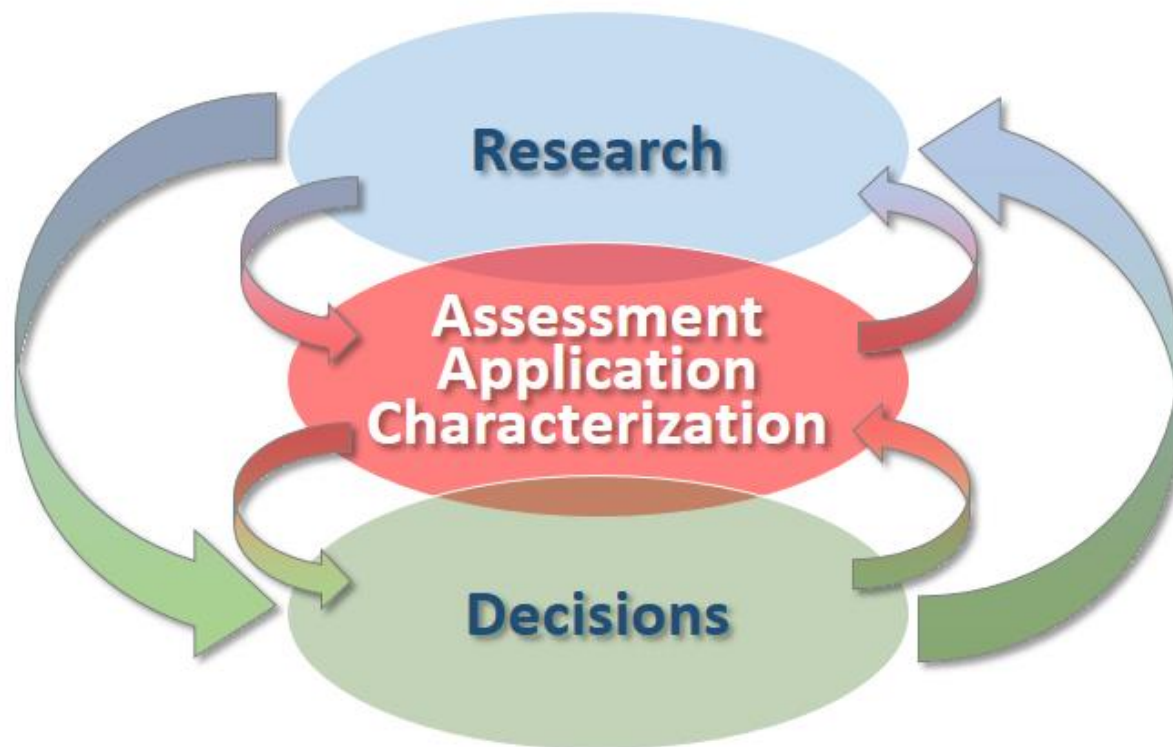 Research
Assessment
Application
Characterization
Decisions